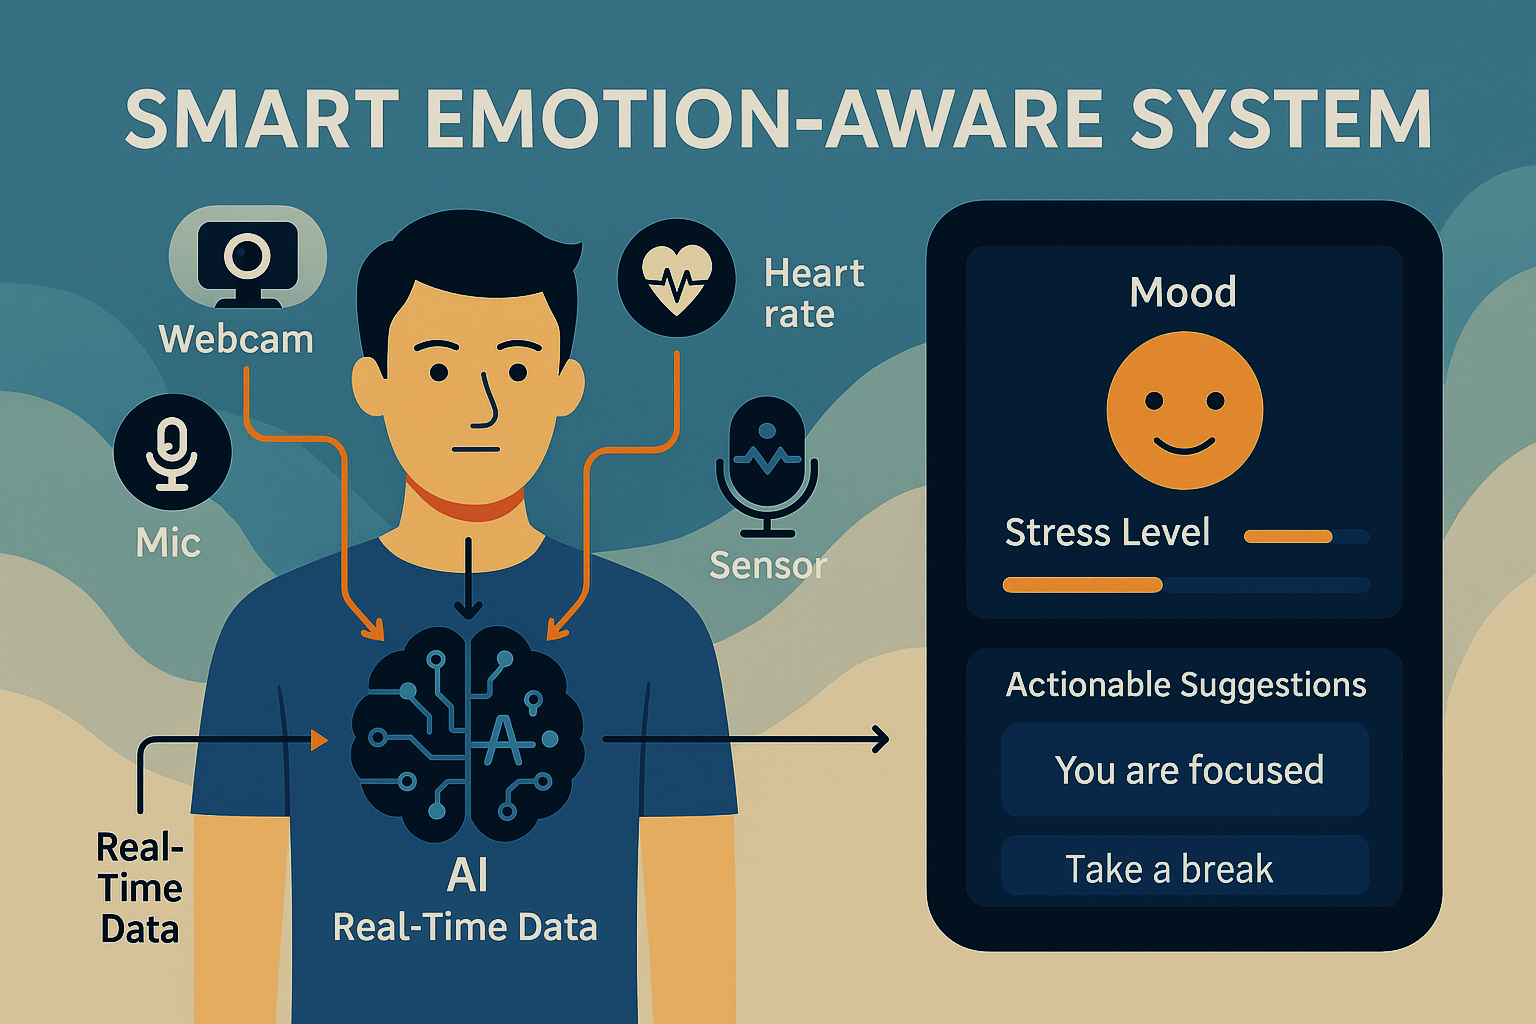 SMART EMOTION-AWARE SYSTEM
Webcam
Heart
rate
Mic
Sensor
Real-
Time
Data
A
AI
Real-Time Data
Mood
Stress Level
Actionable Suggestions
You are focused
Take a break